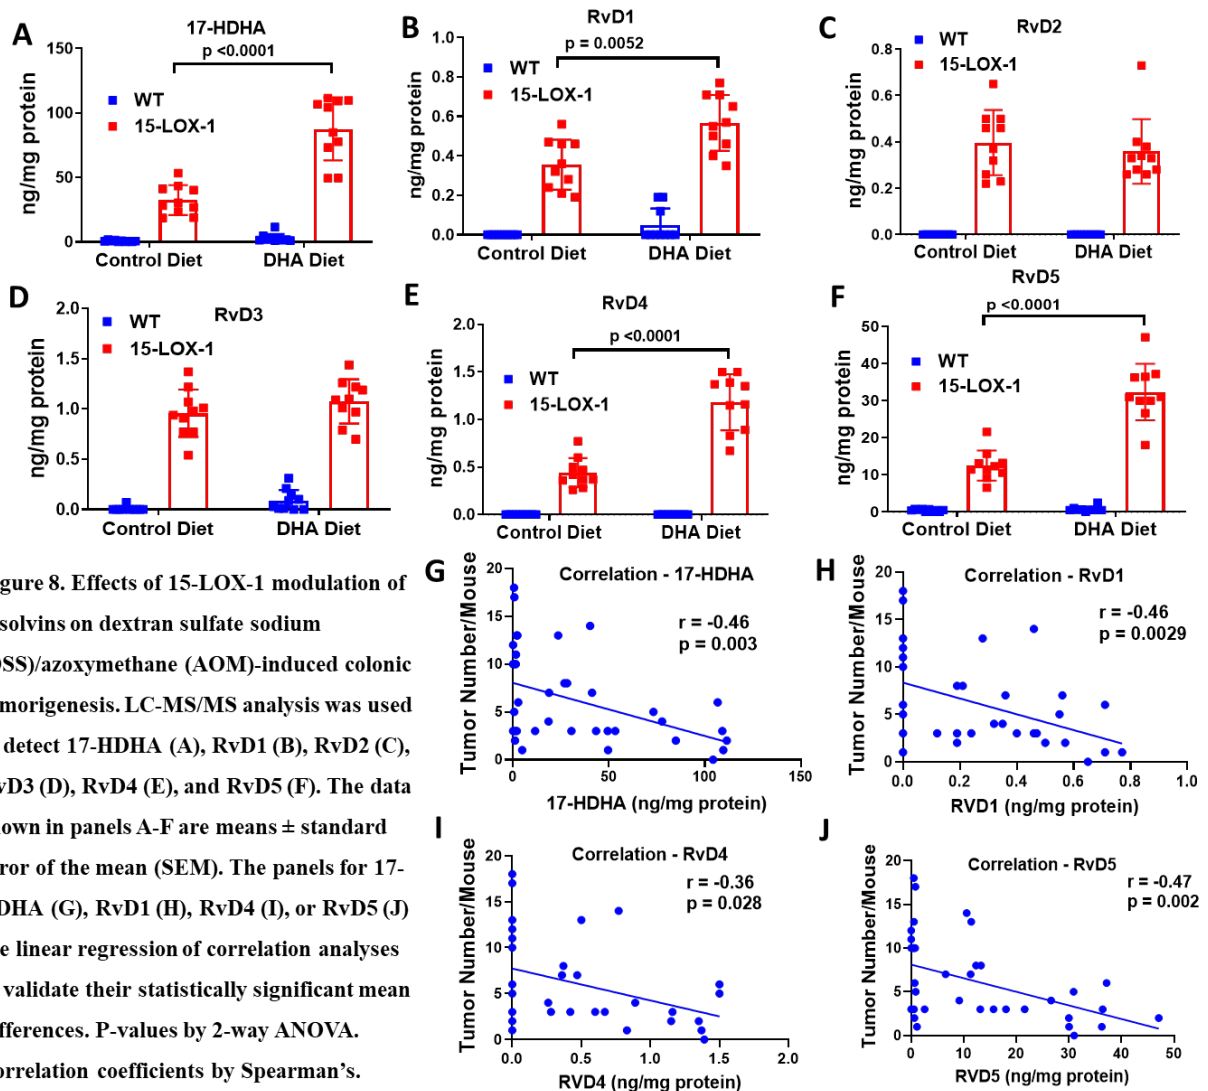 A
17-HDHA
p <0.0001
WT
15-LOX-1
ng/mg protein
150
100
50
0
Control Diet
DHA Diet
B
RvD1
p = 0.0052
WT
15-LOX-1
ng/mg protein
1.0
0.8
0.6
0.4
0.2
0.0
Control Diet
DHA Diet
C
RvD2
WT
15-LOX-1
ng/mg protein
0.8
0.6
0.4
0.2
0.0
Control Diet
DHA Diet
D
RvD3
WT
15-LOX-1
ng/mg protein
2.0
1.5
1.0
0.5
0.0
Control Diet
DHA Diet
E
RvD4
p <0.0001
WT
15-LOX-1
ng/mg protein
2.0
1.5
1.0
0.5
0.0
Control Diet
DHA Diet
F
RvD5
p <0.0001
WT
15-LOX-1
ng/mg protein
50
40
30
20
10
0
Control Diet
DHA Diet
gure 8. Effects of 15-LOX-1 modulation of
solvins on dextran sulfate sodium
OSS)/azoxymethane (AOM)-induced colonic
morigenesis. LC-MS/MS analysis was used
detect 17-HDHA (A), RvD1 (B), RvD2 (C),
vD3 (D), RvD4 (E), and RvD5 (F). The data
own in panels A-F are means ± standard
ror of the mean (SEM). The panels for 17-
DHA (G), RvD1 (H), RvD4 (I), or RvD5 (J)
e linear regression of correlation analyses
validate their statistically significant mean
fferences. P-values by 2-way ANOVA.
orrelation coefficients by Spearman's.
G
Correlation - 17-HDHA
r = -0.46
p = 0.003
Tumor Number/Mouse
20
15
10
5
0
0
50
100
150
17-HDHA (ng/mg protein)
H
Correlation - RvD1
r = -0.46
p = 0.0029
Tumor Number/Mouse
20
15
10
5
0
0.0
0.2
0.4
0.6
0.8
1.0
RVD1 (ng/mg protein)
I
Correlation - RvD4
r = -0.36
p = 0.028
Tumor Number/Mouse
20
15
10
5
0
0.0
0.5
1.0
1.5
2.0
RVD4 (ng/mg protein)
J
Correlation - RvD5
r = -0.47
p = 0.002
Tumor Number/Mouse
20
15
10
5
0
0
10
20
30
40
50
RVD5 (ng/mg protein)